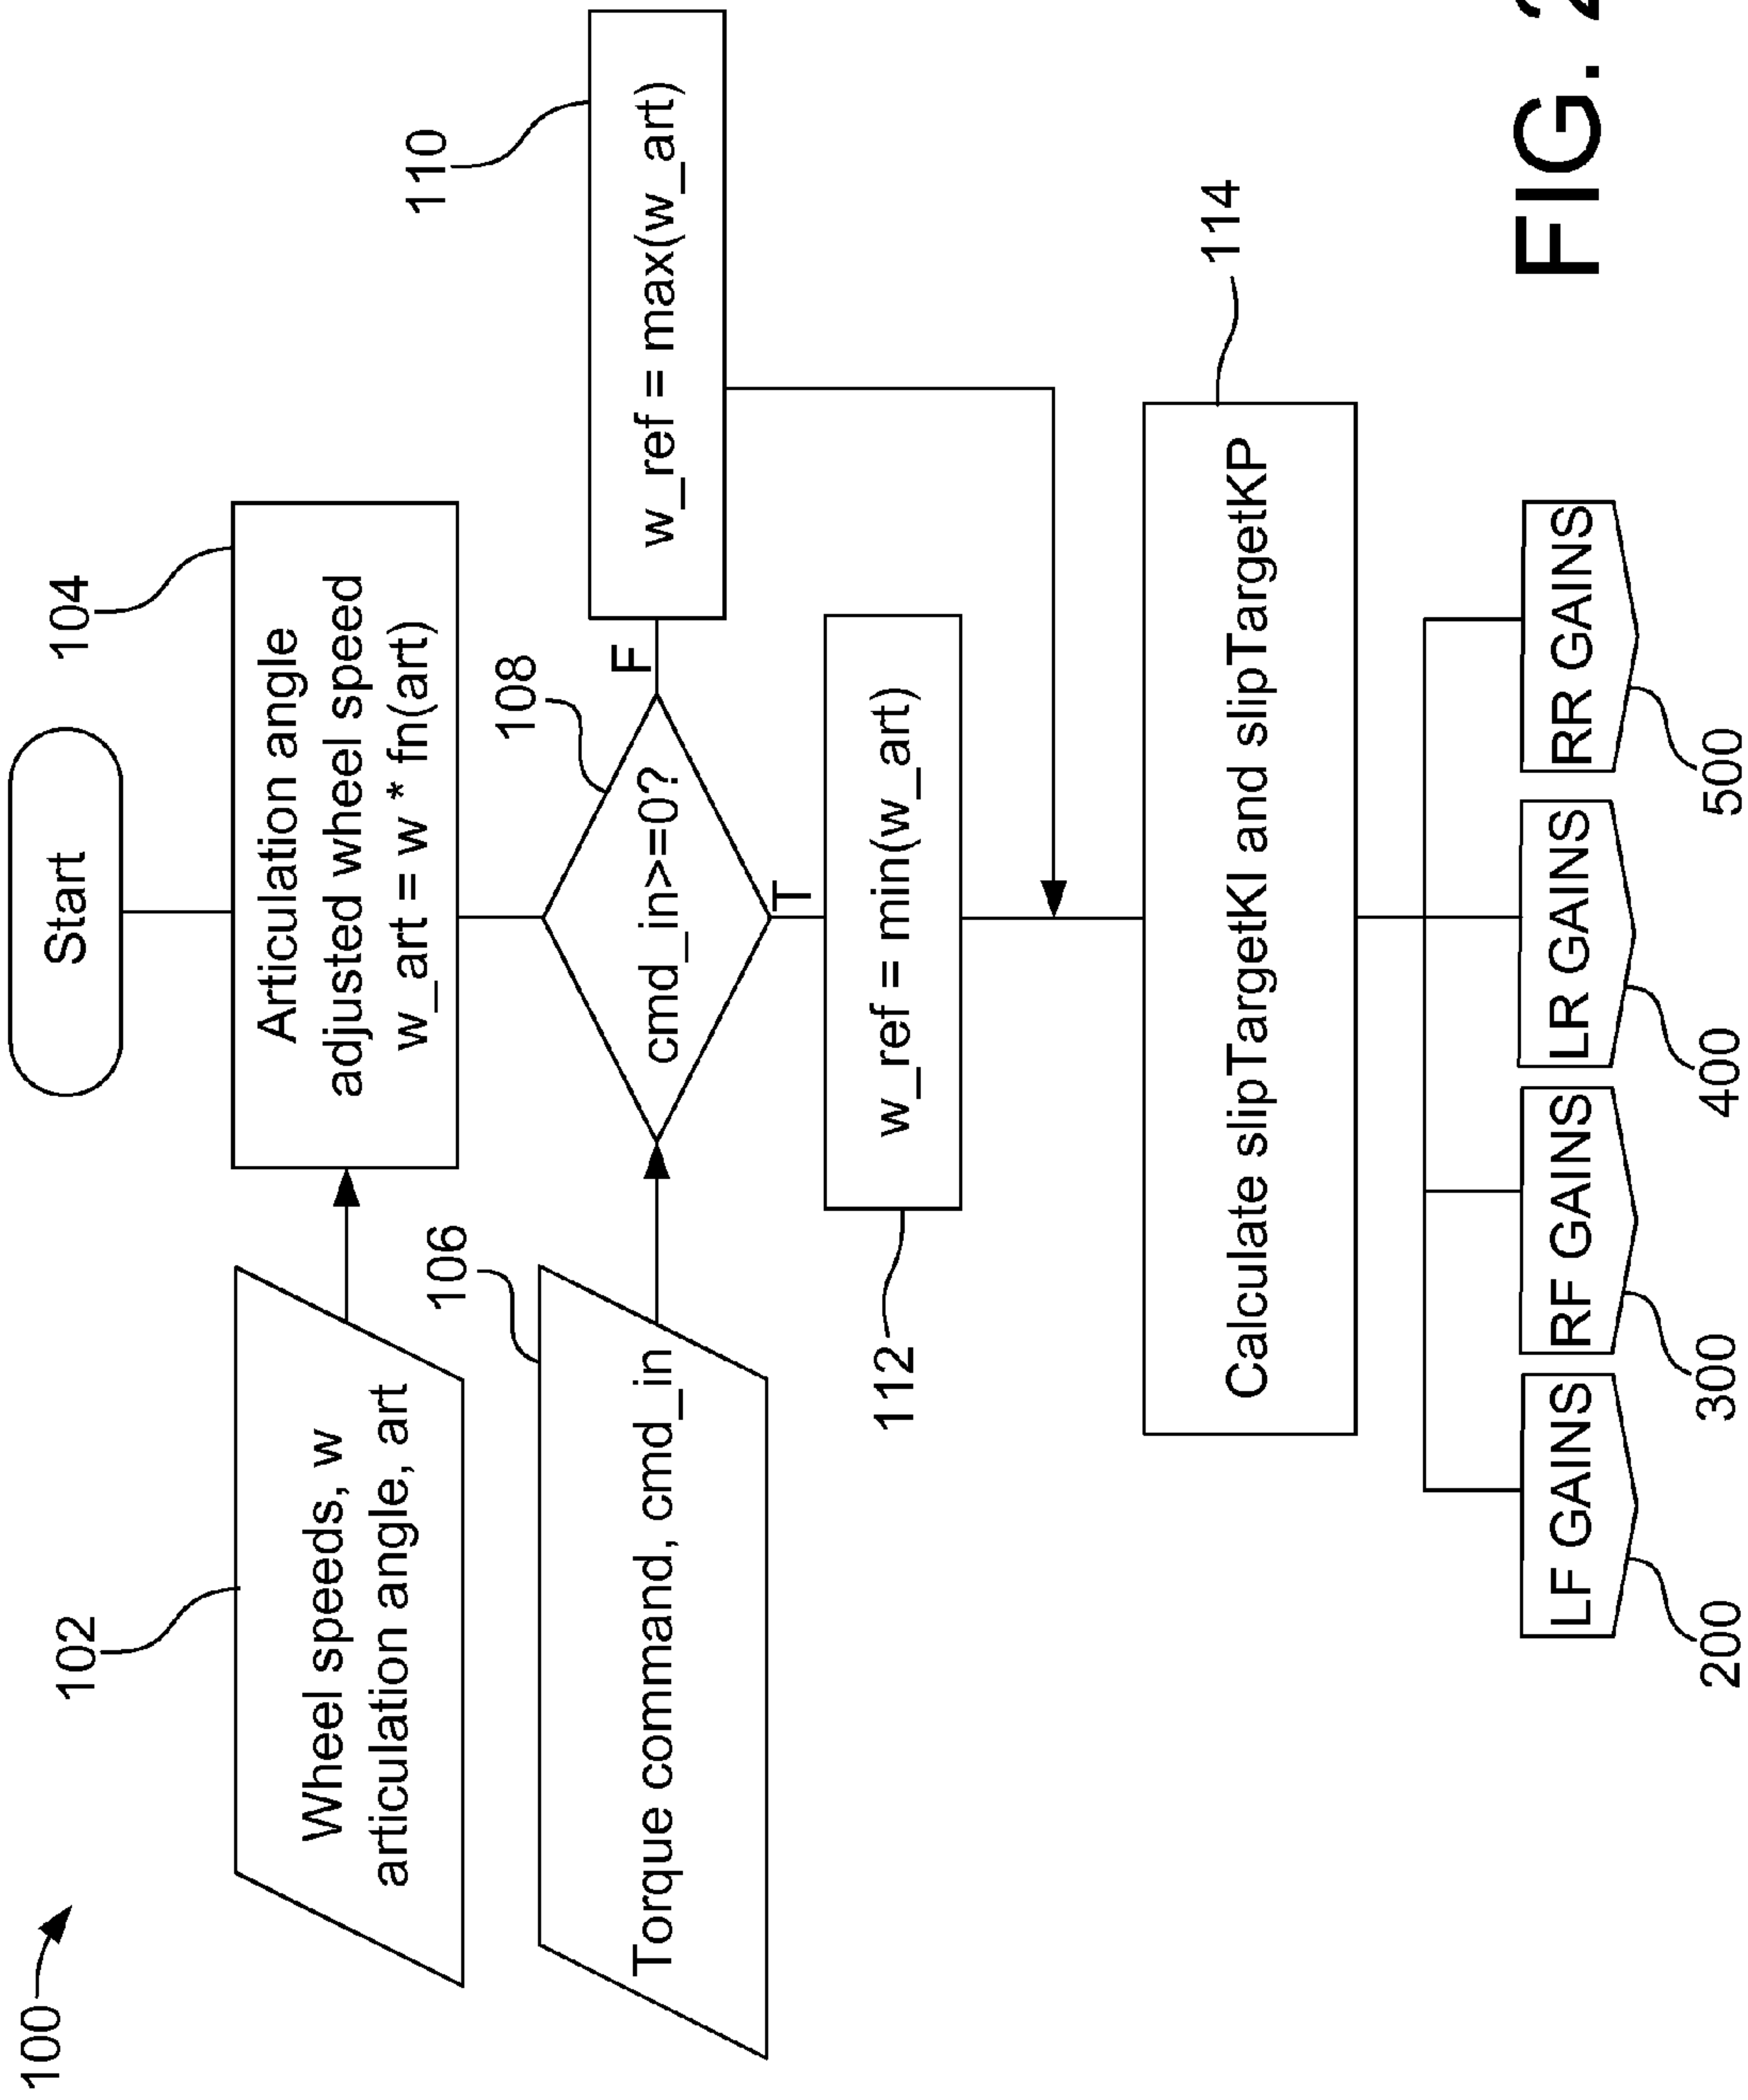 100
Start
102
Wheel speeds, w
articulation angle, art
104
Articulation angle
adjusted wheel speed
w_art = w * fn(art)
106
Torque command, cmd_in
108
cmd_in>=0?
F
T
110
w_ref = max(w_art)
112
w_ref = min(w_art)
114
Calculate slipTargetKI and slipTargetKP
LF GAINS
RF GAINS
LR GAINS
RR GAINS
200
300
400
500
FIG. 2